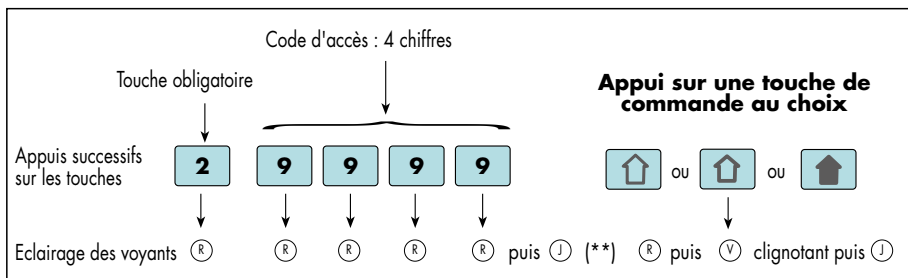 Code d'accès : 4 chiffres
Touche obligatoire
Appui sur une touche de
commande au choix
Appuis successifs
sur les touches
2 9 9 9 9 ou ou
Eclairage des voyants R R R R R puis J (**) R puis V clignotant puis J